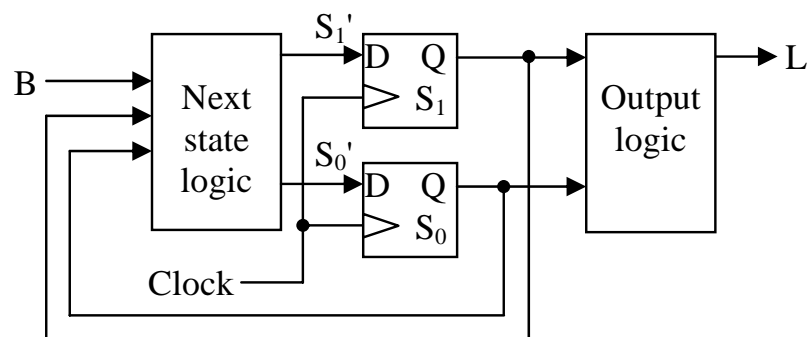 S₁'
D Q
S₁
B
Next
state
logic
Output
logic
L
S₀'
D Q
S₀
Clock